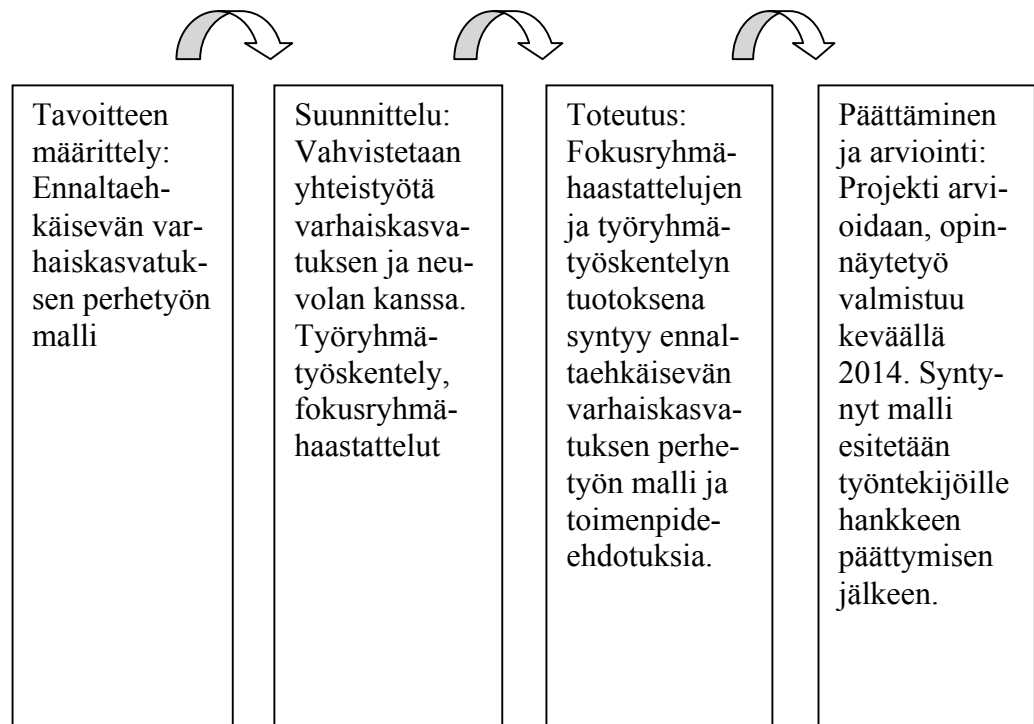 Tavoitteen
määrittely:
Ennaltaeh-
käisevän var-
haiskasvatuk-
sen perhetyön
malli
Suunnittelu:
Vahvistetaan
yhteistyötä
varhaiskasva-
tuksen ja neu-
volan kanssa.
Työryhmä-
työskentely,
fokusryhmä-
haastattelut
Toteutus:
Fokusryhmä-
haastattelujen
ja työryhmä-
työskentelyn
tuotoksena
syntyy ennal-
taehkäisevän
varhaiskasva-
tuksen perhe-
työn malli ja
toimenpide-
ehdotuksia.
Päättäminen
ja arviointi:
Projekti arvi-
oidaan, opin-
näytetyö
valmistuu
keväällä
2014. Synty-
nyt malli
esitetään
työntekijöille
hankkeen
päättymisen
jälkeen.